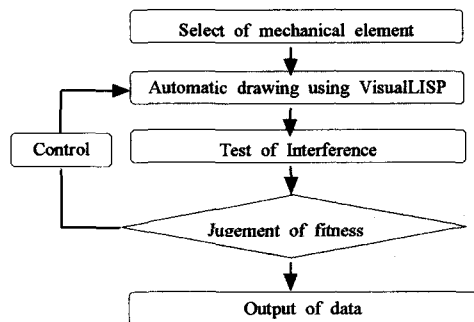 Select of mechanical element
Automatic drawing using VisualLISP
Control
Test of Interference
Jugement of fitness
Output of data